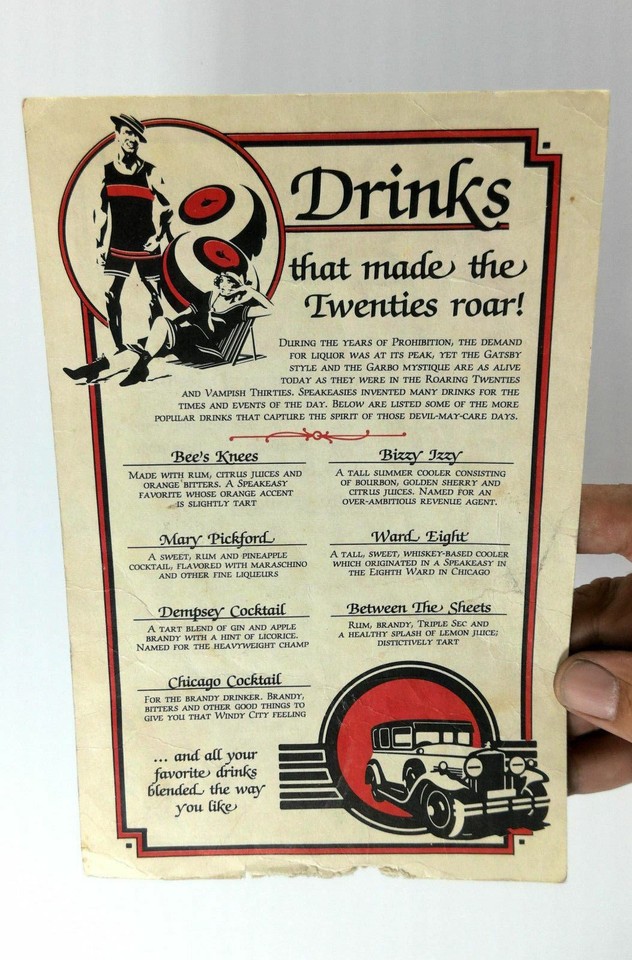 Drinks
that made the
Twenties roar!
DURING THE YEARS OF PROHIBITION, THE DEMAND
FOR LIQUOR WAS AT ITS PEAK, YET THE GATSBY
STYLE AND THE GARBO MYSTIQUE ARE AS ALIVE
TODAY AS THEY WERE IN THE ROARING TWENTIES
AND VAMPISH THIRTIES. SPEAKEASIES INVENTED MANY DRINKS FOR THE
TIMES AND EVENTS OF THE DAY. BELOW ARE LISTED SOME OF THE MORE
POPULAR DRINKS THAT CAPTURE THE SPIRIT OF THOSE DEVIL-MAY-CARE DAYS.
Bee's Knees
MADE WITH RUM, CITRUS JUICES AND
ORANGE BITTERS. A SPEAKEASY
FAVORITE WHOSE ORANGE ACCENT
IS SLIGHTLY TART
Bizzy Izzy
A TALL SUMMER COOLER CONSISTING
OF BOURBON, GOLDEN SHERRY AND
CITRUS JUICES. NAMED FOR AN
OVER-AMBITIOUS REVENUE AGENT.
Mary Pickford
A SWEET, RUM AND PINEAPPLE
COCKTAIL, FLAVORED WITH MARASCHINO
AND OTHER FINE LIQUEURS
Ward Eight
A TALL, SWEET, WHISKEY-BASED COOLER
WHICH ORIGINATED IN A SPEAKEASY IN
THE EIGHTH WARD IN CHICAGO
Dempsey Cocktail
A TART BLEND OF GIN AND APPLE
BRANDY WITH A HINT OF LICORICE.
NAMED FOR THE HEAVYWEIGHT CHAMP
Between The Sheets
RUM, BRANDY, TRIPLE SEC AND
A HEALTHY SPLASH OF LEMON JUICE;
DISTICTIVELY TART
Chicago Cocktail
FOR THE BRANDY DRINKER. BRANDY,
BITTERS AND OTHER GOOD THINGS TO
GIVE YOU THAT WINDY CITY FEELING
... and all your
favorite drinks
blended the way
you like